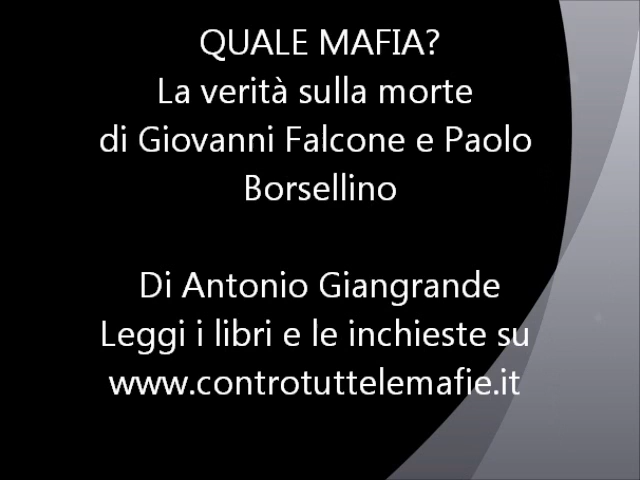 QUALE MAFIA?
La verità sulla morte
di Giovanni Falcone e Paolo
Borsellino
Di Antonio Giangrande
Leggi i libri e le inchieste su
www.controtuttelemafie.it